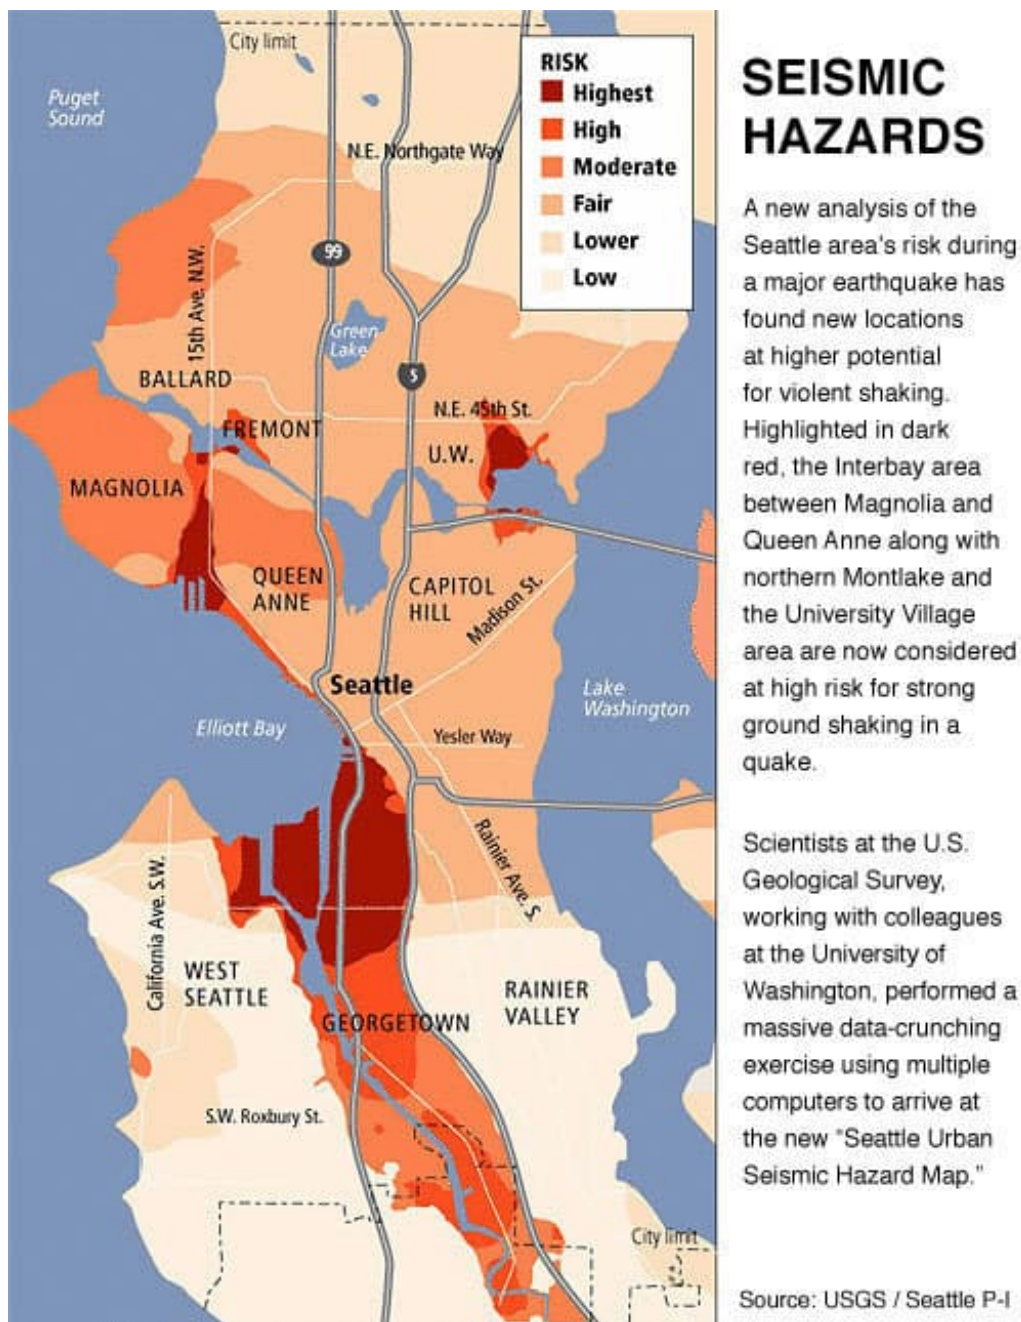 City limit
Puget
Sound
N.E. Northgate Way
RISK
Highest
High
Moderate
Fair
Lower
Low
99
15th Ave. N.W.
Green
Lake
5
BALLARD
N.E. 45th St.
FREMONT
U.W.
MAGNOLIA
QUEEN
ANNE
CAPITOL
HILL
Madison St.
Seattle
Lake
Washington
Elliott Bay
Yesler Way
Rainier Ave. S.
California Ave. S.W.
WEST
SEATTLE
RAINIER
VALLEY
GEORGETOWN
S.W. Roxbury St.
City limit
SEISMIC
HAZARDS
A new analysis of the
Seattle area's risk during
a major earthquake has
found new locations
at higher potential
for violent shaking.
Highlighted in dark
red, the Interbay area
between Magnolia and
Queen Anne along with
northern Montlake and
the University Village
area are now considered
at high risk for strong
ground shaking in a
quake.
Scientists at the U.S.
Geological Survey,
working with colleagues
at the University of
Washington, performed a
massive data-crunching
exercise using multiple
computers to arrive at
the new "Seattle Urban
Seismic Hazard Map."
Source: USGS / Seattle P-I